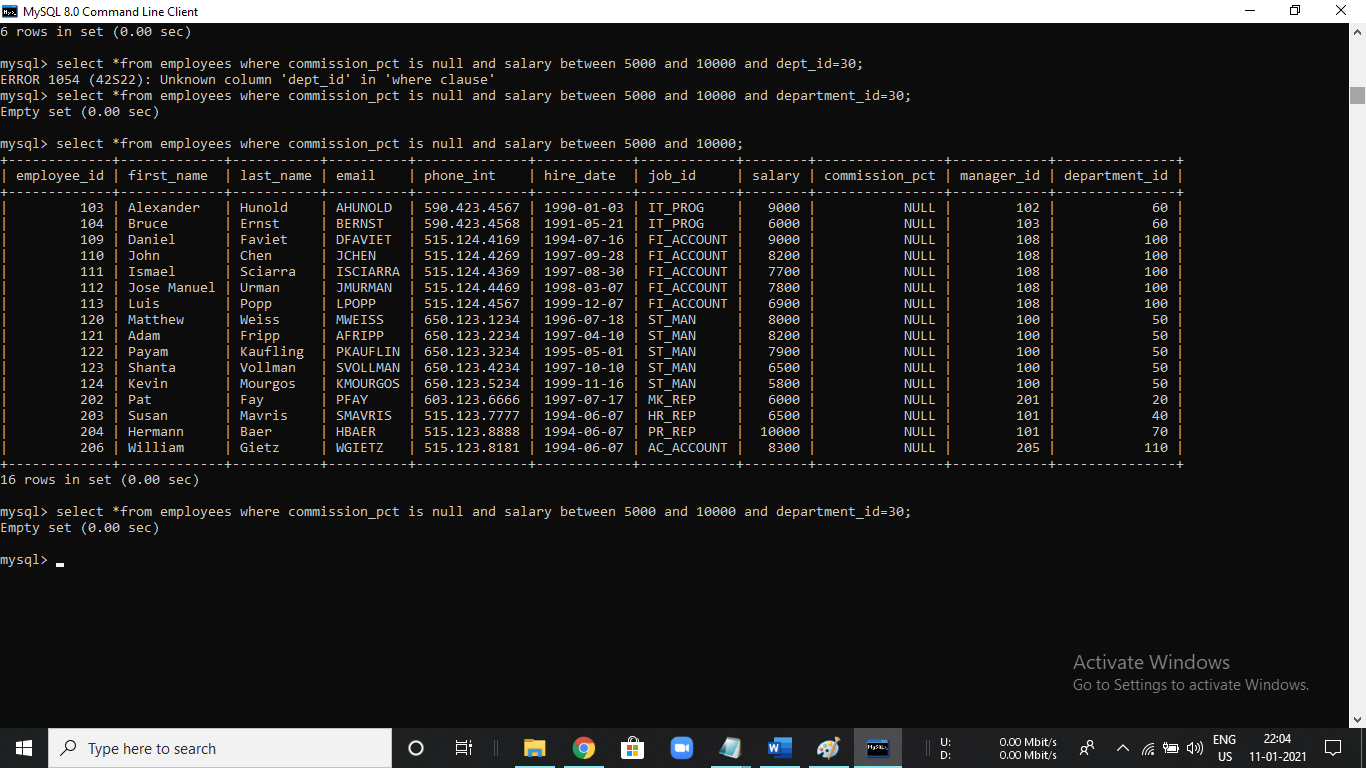 MySQL 8.0 Command Line Client
6 rows in set (0.00 sec)
mysql> select *from employees where commission_pct is null and salary between 5000 and 10000 and dept_id=30;
ERROR 1054 (42S22): Unknown column 'dept_id' in 'where clause'
mysql> select *from employees where commission_pct is null and salary between 5000 and 10000 and department_id=30;
Empty set (0.00 sec)
mysql> select *from employees where commission_pct is null and salary between 5000 and 10000;
| employee_id | first_name | last_name | email | phone_int | hire_date | job_id | salary | commission_pct | manager_id | department_id |
| 103 | Alexander | Hunold | AHUNOLD | 590.423.4567 | 1990-01-03 | IT_PROG | 9000 | NULL | 102 | 60 |
| 104 | Bruce | Ernst | BERNST | 590.423.4568 | 1991-05-21 | IT_PROG | 6000 | NULL | 103 | 60 |
| 109 | Daniel | Faviet | DFAVIET | 515.124.4169 | 1994-07-16 | FI_ACCOUNT | 9000 | NULL | 108 | 100 |
| 110 | John | Chen | JCHEN | 515.124.4269 | 1997-09-28 | FI_ACCOUNT | 8200 | NULL | 108 | 100 |
| 111 | Ismael | Sciarra | ISCIARRA | 515.124.4369 | 1997-08-30 | FI_ACCOUNT | 7700 | NULL | 108 | 100 |
| 112 | Jose Manuel | Urman | JMURMAN | 515.124.4469 | 1998-03-07 | FI_ACCOUNT | 7800 | NULL | 108 | 100 |
| 113 | Luis | Popp | LPOPP | 515.124.4567 | 1999-12-07 | FI_ACCOUNT | 6900 | NULL | 108 | 100 |
| 120 | Matthew | Weiss | MWEISS | 650.123.1234 | 1996-07-18 | ST_MAN | 8000 | NULL | 100 | 50 |
| 121 | Adam | Fripp | AFRIPP | 650.123.2234 | 1997-04-10 | ST_MAN | 8200 | NULL | 100 | 50 |
| 122 | Payam | Kaufling | PKAUFLIN | 650.123.3234 | 1995-05-01 | ST_MAN | 7900 | NULL | 100 | 50 |
| 123 | Shanta | Vollman | SVOLLMAN | 650.123.4234 | 1997-10-10 | ST_MAN | 6500 | NULL | 100 | 50 |
| 124 | Kevin | Mourgos | KMOURGOS | 650.123.5234 | 1999-11-16 | ST_MAN | 5800 | NULL | 100 | 50 |
| 202 | Pat | Fay | PFAY | 603.123.6666 | 1997-07-17 | MK_REP | 6000 | NULL | 201 | 20 |
| 203 | Susan | Mavris | SMAVRIS | 515.123.7777 | 1994-06-07 | HR_REP | 6500 | NULL | 101 | 40 |
| 204 | Hermann | Baer | HBAER | 515.123.8888 | 1994-06-07 | PR_REP | 10000 | NULL | 101 | 70 |
| 206 | William | Gietz | WGIETZ | 515.123.8181 | 1994-06-07 | AC_ACCOUNT | 8300 | NULL | 205 | 110 |
16 rows in set (0.00 sec)
mysql> select *from employees where commission_pct is null and salary between 5000 and 10000 and department_id=30;
Empty set (0.00 sec)
mysql>
Activate Windows
Go to Settings to activate Windows.
Type here to search
U: 0.00 Mbit/s
D: 0.00 Mbit/s
ENG
US
22:04
11-01-2021